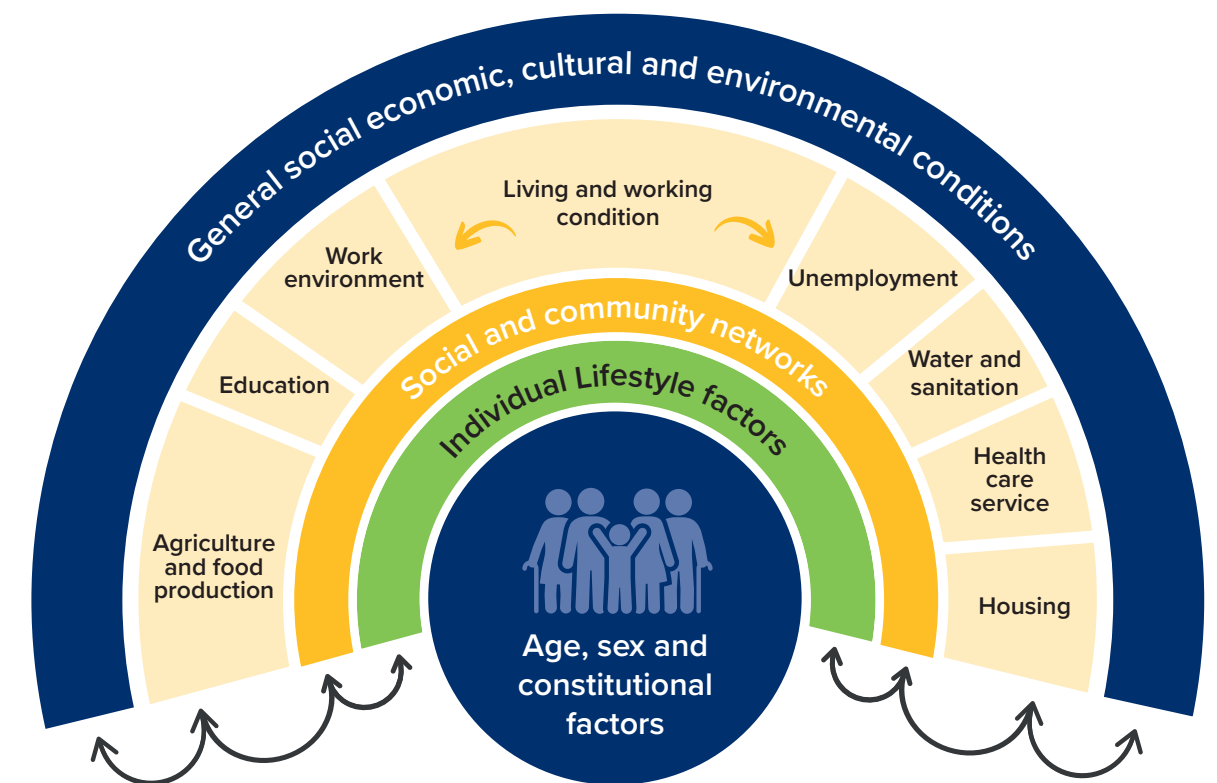 General social economic, cultural and environmental conditions
Living and working
condition
Work
environment
Unemployment
Education
Water and
sanitation
Agriculture
and food
production
Health
care
service
Housing
Social and community networks
Individual Lifestyle factors
Age, sex and
constitutional
factors